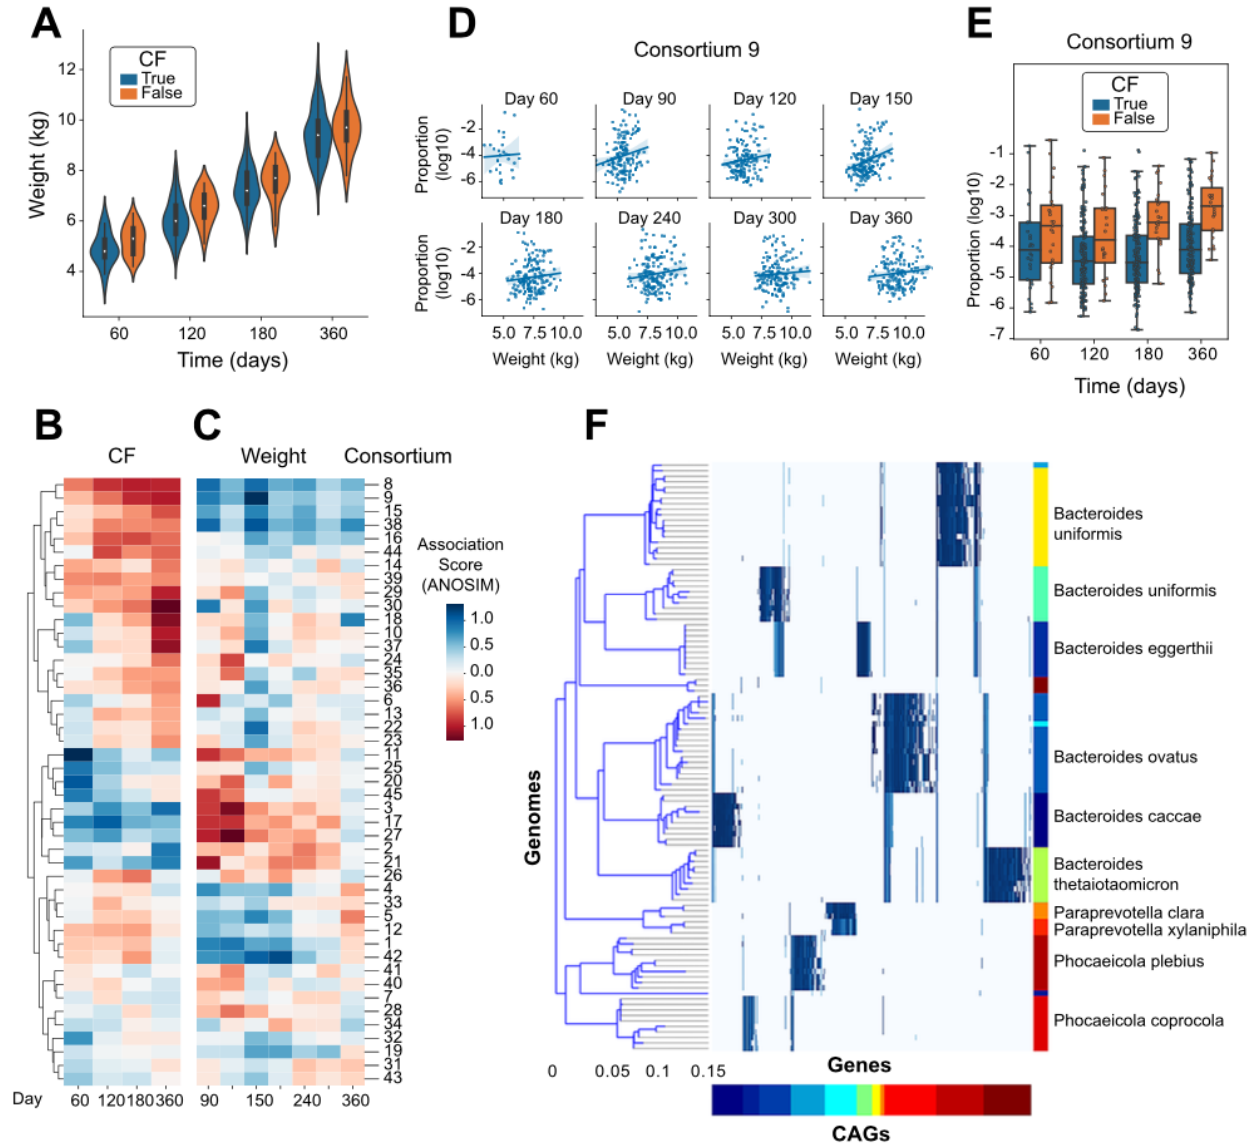 A
CF
True
False
Weight (kg)
12
10
8
6
4
60
120
180
360
Time (days)
D
Consortium 9
Day 60
Day 90
Day 120
Day 150
Proportion
(log10)
-2
-4
-6
Day 180
Day 240
Day 300
Day 360
Proportion
(log10)
-2
-4
-6
5.0 7.5 10.0
5.0 7.5 10.0
5.0 7.5 10.0
5.0 7.5 10.0
Weight (kg)
Weight (kg)
Weight (kg)
Weight (kg)
E
Consortium 9
CF
True
False
Proportion (log10)
-1
-2
-3
-4
-5
-6
-7
60
120
180
360
Time (days)
B
CF
C
Weight
Consortium
8
9
15
38
16
44
14
39
29
30
18
10
37
24
35
36
6
13
22
23
11
25
20
45
3
17
27
2
21
26
4
33
5
12
1
42
41
40
7
28
34
32
19
31
43
Day
60 120 180 360
90 150 240 360
Association
Score
(ANOSIM)
1.0
0.5
0.0
0.5
1.0
F
Genomes
Bacteroides
uniformis
Bacteroides uniformis
Bacteroides eggerthii
Bacteroides ovatus
Bacteroides caccae
Bacteroides
thetaiotaomicron
Paraprevotella clara
Paraprevotella xylaniphila
Phocaeicola plebius
Phocaeicola coprocola
0 0.05 0.1 0.15
Genes
CAGs